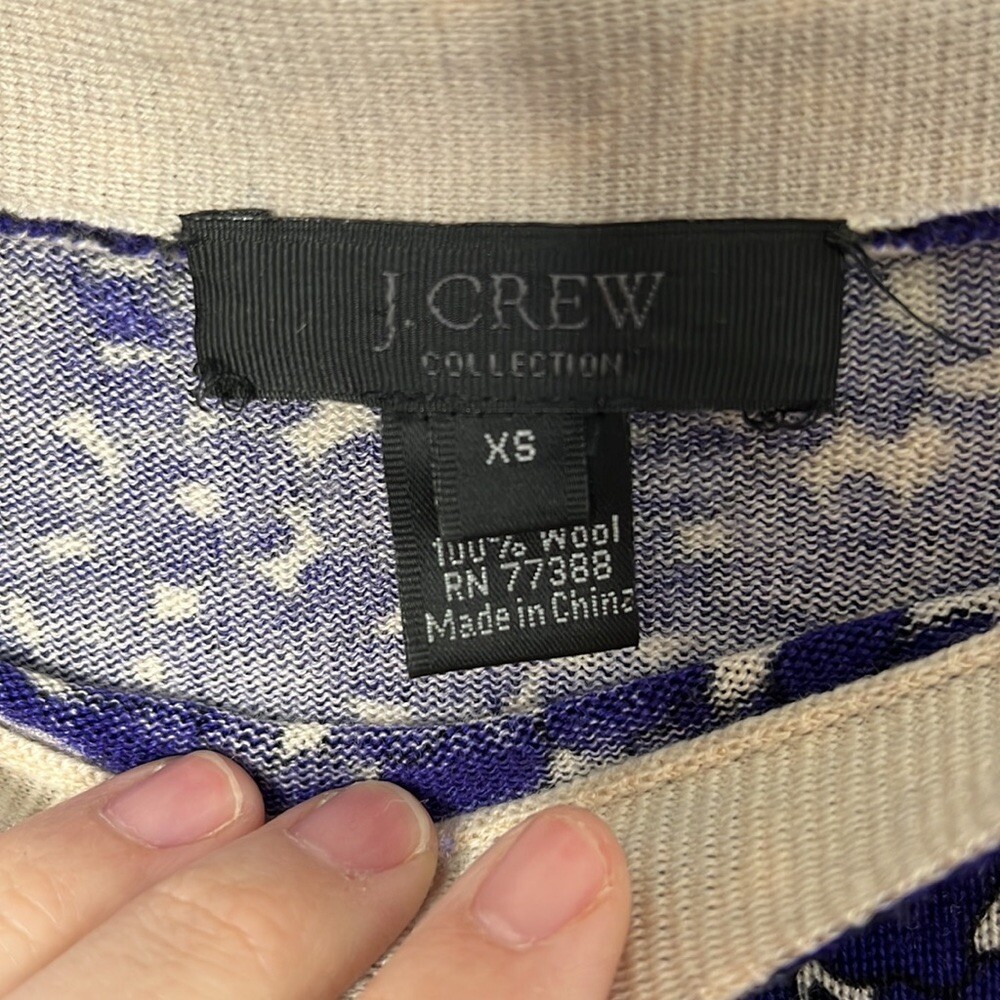 J.CREW
COLLECTION
XS
100% Wool
RN 77388
Made in China